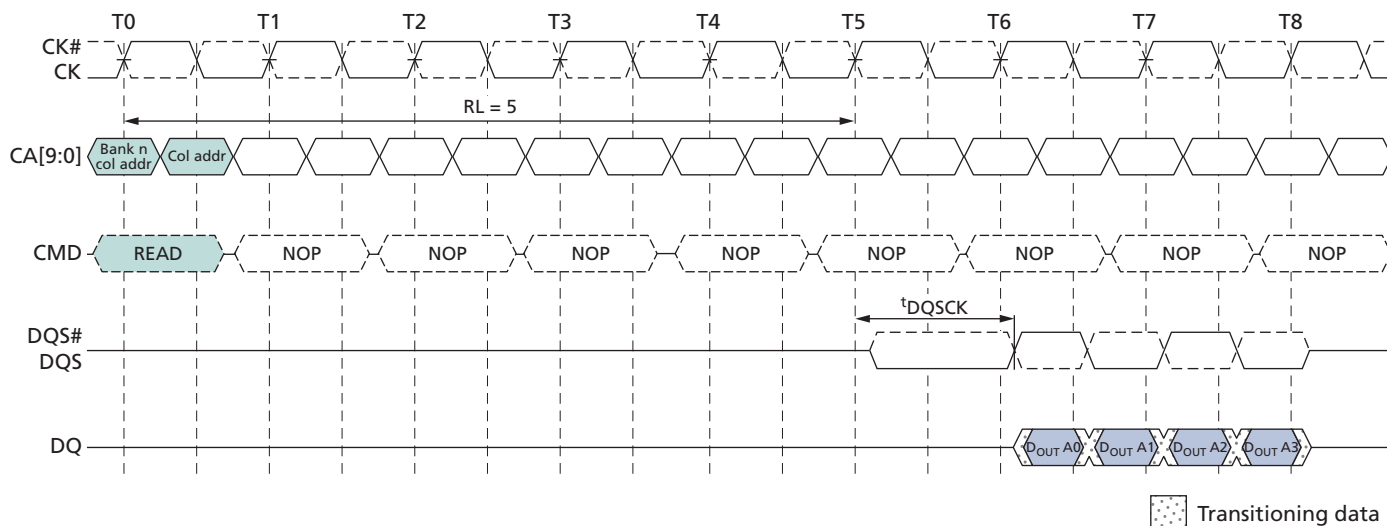 T0 T1 T2 T3 T4 T5 T6 T7 T8
CK#
CK
RL = 5
CA[9:0]
Bank n
col addr
Col addr
CMD READ NOP NOP NOP NOP NOP NOP NOP NOP
tDQSCK
DQS#
DQS
DQ DOUT A0 DOUT A1 DOUT A2 DOUT A3
Transitioning data